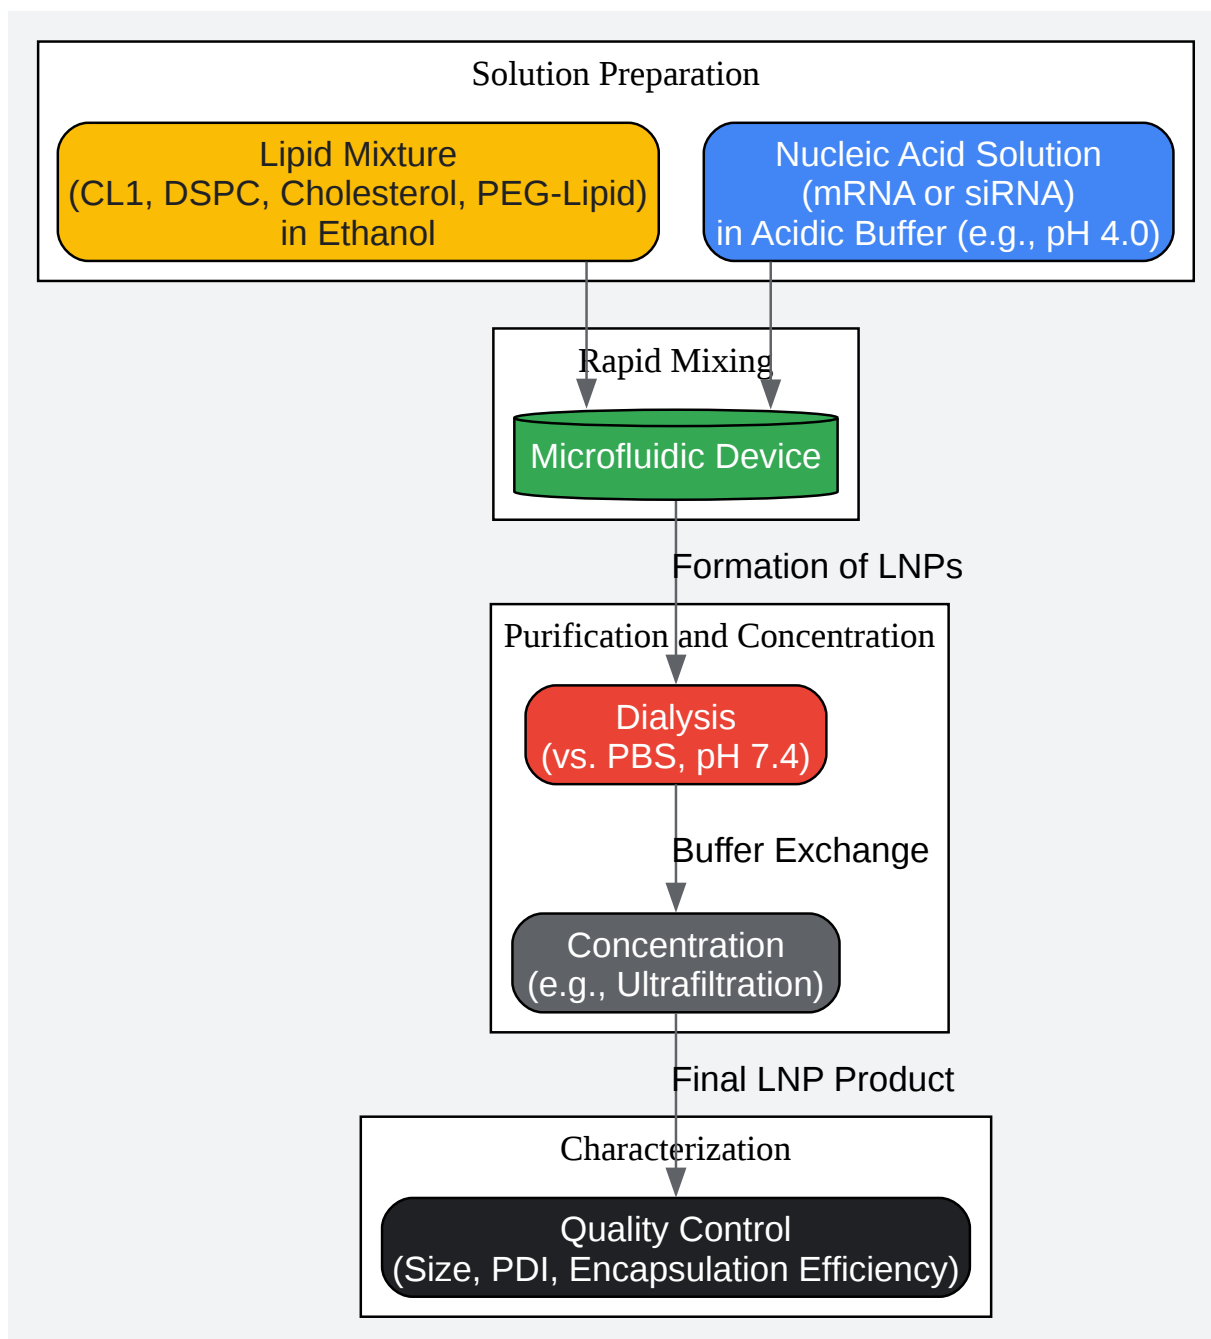 Solution Preparation
Lipid Mixture
(CL1, DSPC, Cholesterol, PEG-Lipid)
in Ethanol
Nucleic Acid Solution
(mRNA or siRNA)
in Acidic Buffer (e.g., pH 4.0)
Rapid Mixing
Microfluidic Device
Formation of LNPs
Purification and Concentration
Dialysis
(vs. PBS, pH 7.4)
Buffer Exchange
Concentration
(e.g., Ultrafiltration)
Final LNP Product
Characterization
Quality Control
(Size, PDI, Encapsulation Efficiency)